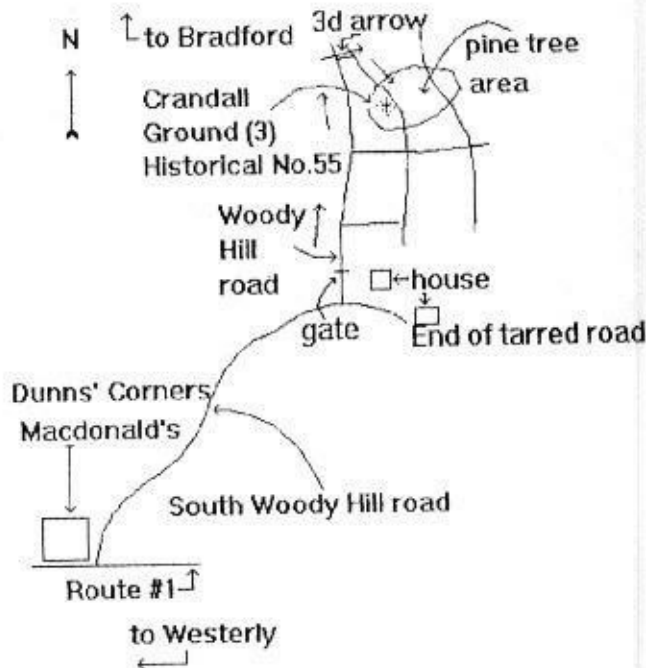 N
to Bradford
3d arrow
pine tree
area
Crandall
Ground (3)
Historical No.55
Woody
Hill
road
house
gate
End of tarred road
Dunns' Corners
Macdonald's
South Woody Hill road
Route #1
to Westerly